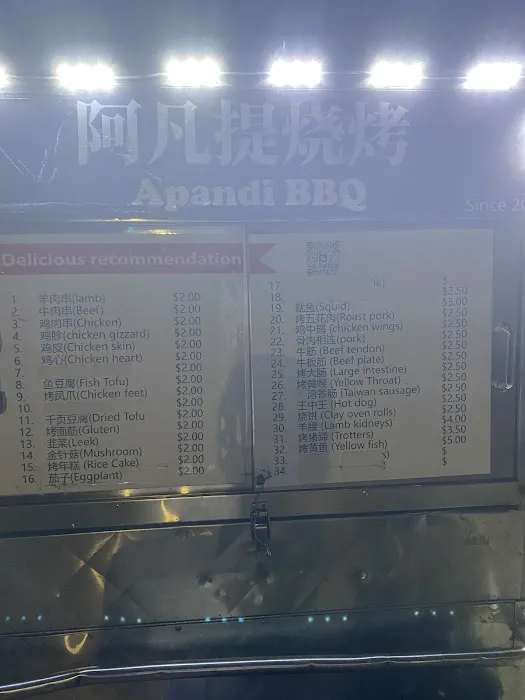 阿凡提烧烤
Apandi BBQ
Since 20
Delicious recommendation
1. 羊肉串(lamb) $2.00
2. 牛肉串(Beef) $2.00
3. 鸡肉串(Chicken) $2.00
4. 鸡胗(chicken gizzard) $2.00
5. 鸡皮(Chicken skin) $2.00
6. 鸡心(Chicken heart) $2.00
7. $2.00
8. 鱼豆腐(Fish Tofu) $2.00
9. 烤凤爪(Chicken feet) $2.00
10. $2.00
11. 千页豆腐(Dried Tofu $2.00
12. 烤面筋(Gluten) $2.00
13. 韭菜(Leek) $2.00
14. 金针菇(Mushroom) $2.00
15. 烤年糕(Rice Cake) $2.00
16. 茄子(Eggplant) $2.00
17. $
18. $2.50
19. 鱿鱼(Squid) $5.00
20. 烤五花肉(Roast pork) $2.50
21. 鸡中翅(chicken wings) $2.50
22. 骨肉相连(pork) $2.50
23. 牛筋(Beef tendon) $2.50
24. 牛板筋(Beef plate) $2.50
25. 烤大肠(Large intestine) $2.50
26. 烤黄喉(Yellow Throat) $2.50
27. 香肠(Taiwan sausage) $2.50
28. 王中王(Hot dog) $2.50
29. 烧饼(Clay oven rolls) $2.50
30. 羊腰(Lamb kidneys) $4.00
31. 烤猪蹄(Trotters) $3.50
32. 烤黄鱼(Yellow fish) $5.00
33. $
34. $